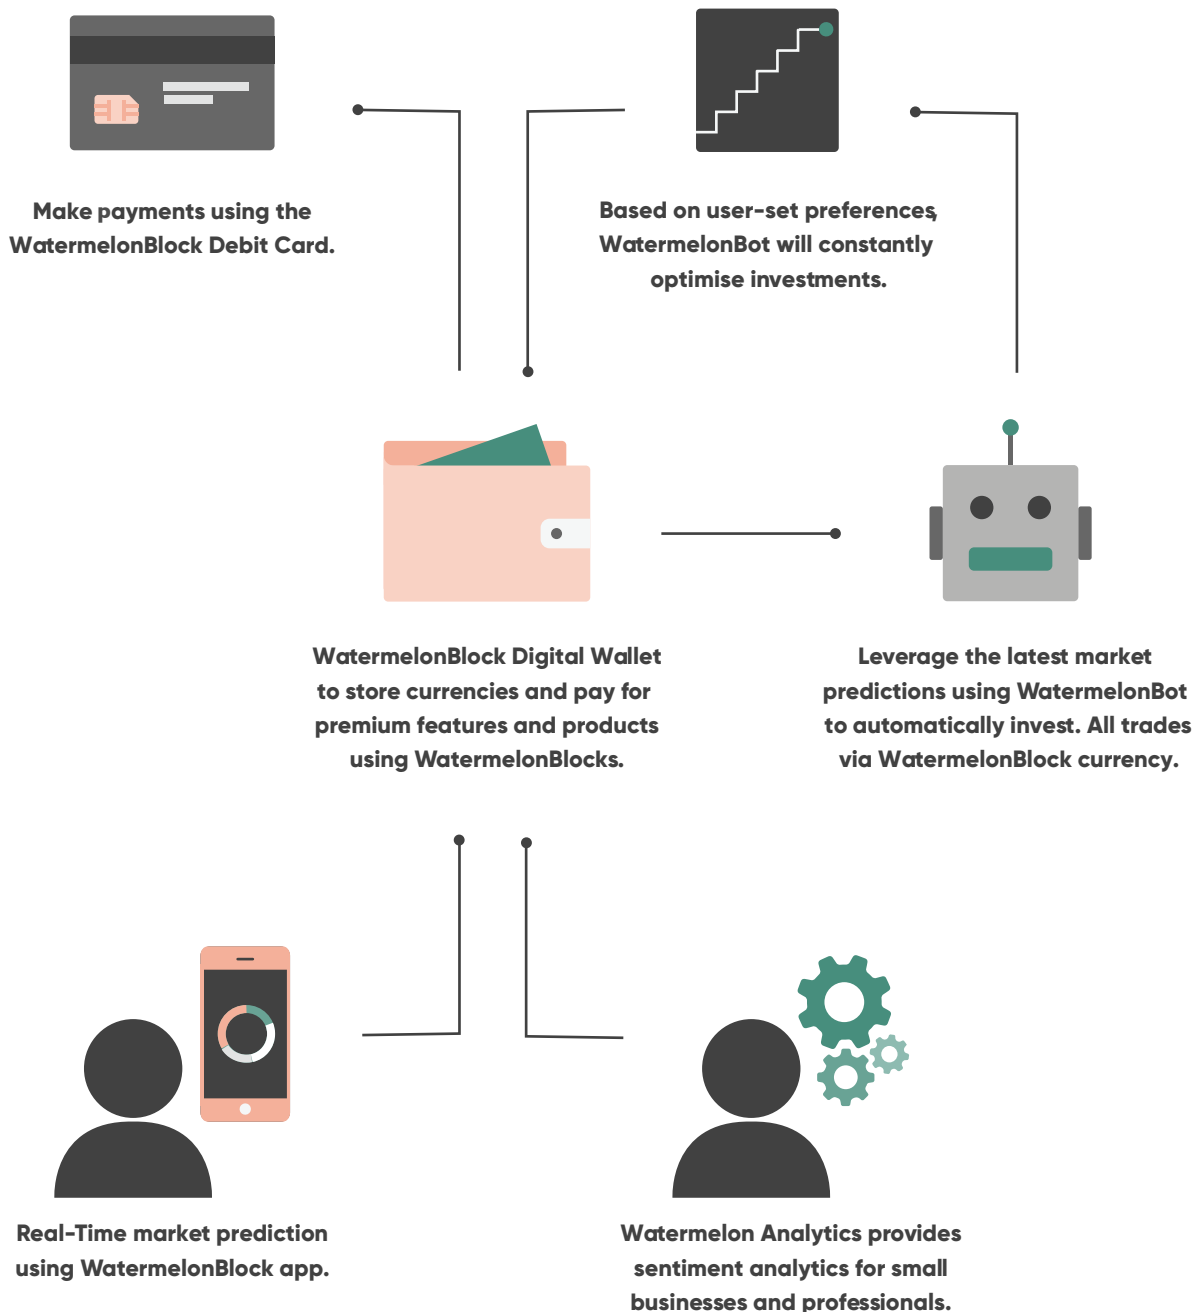 Make payments using the
WatermelonBlock Debit Card.
Based on user-set preferences,
WatermelonBot will constantly
optimise investments.
WatermelonBlock Digital Wallet
to store currencies and pay for
premium features and products
using WatermelonBlocks.
Leverage the latest market
predictions using WatermelonBot
to automatically invest. All trades
via WatermelonBlock currency.
Real-Time market prediction
using WatermelonBlock app.
Watermelon Analytics provides
sentiment analytics for small
businesses and professionals.